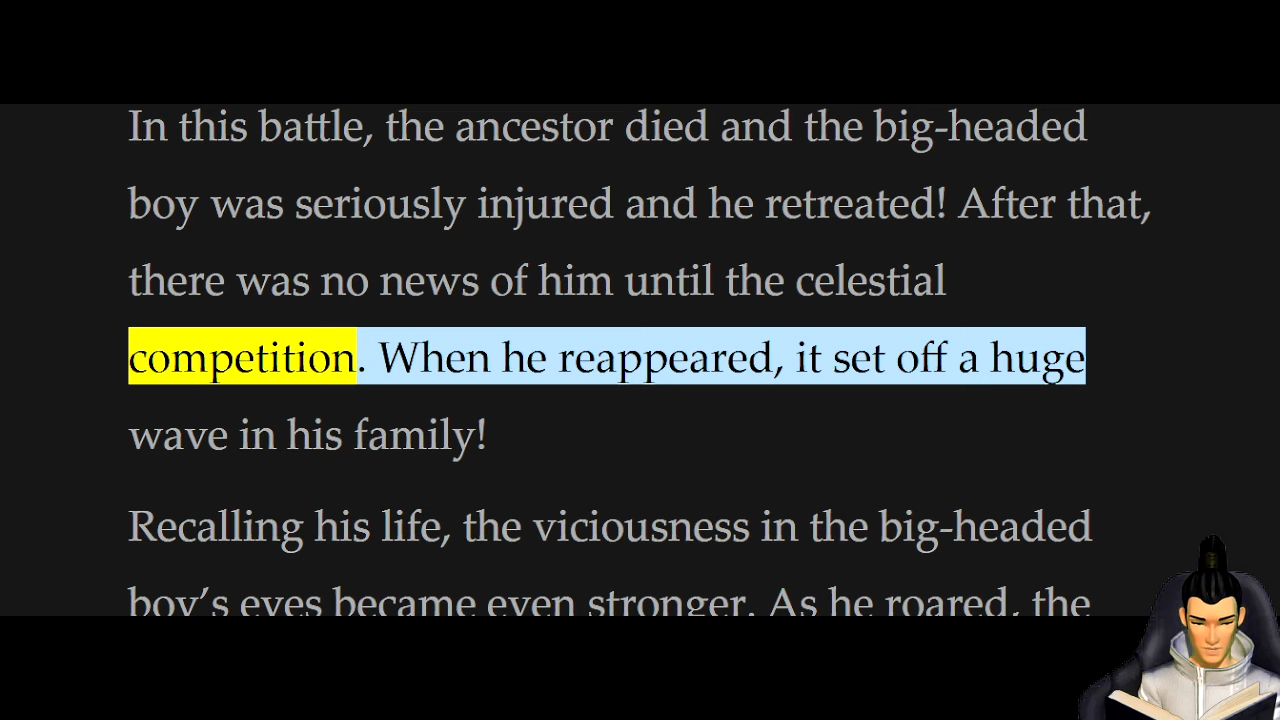 In this battle, the ancestor died and the big-headed
boy was seriously injured and he retreated! After that,
there was no news of him until the celestial
competition. When he reappeared, it set off a huge
wave in his family!
Recalling his life, the viciousness in the big-headed
boy’s eyes became even stronger. As he roared, the